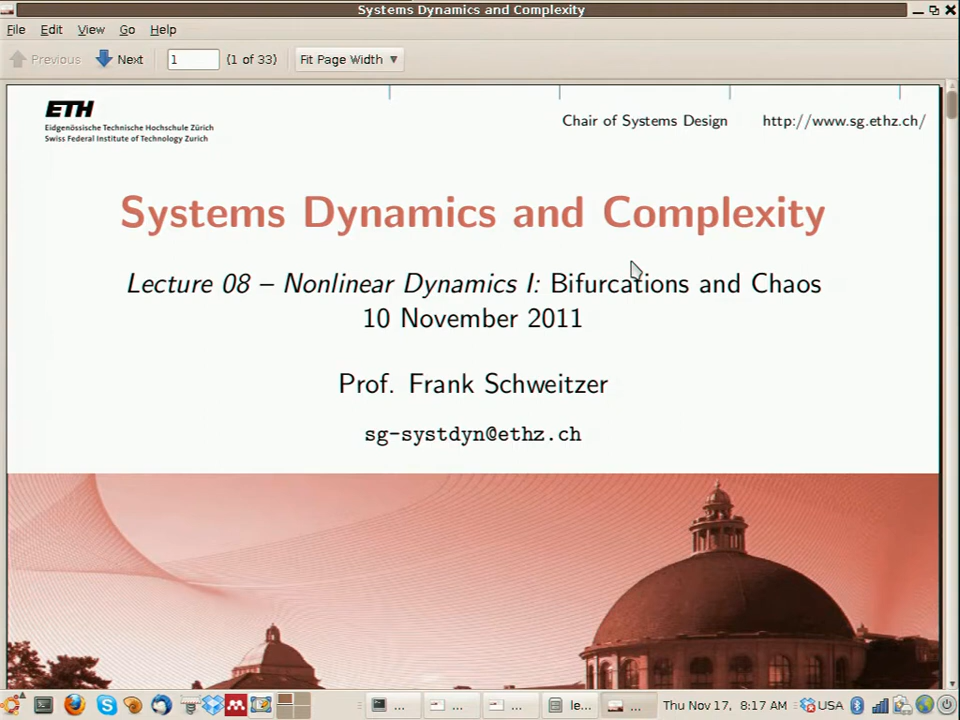 Systems Dynamics and Complexity
File Edit View Go Help
Previous Next 1 (1 of 33) Fit Page Width
ETH
Eidgenössische Technische Hochschule Zürich
Swiss Federal Institute of Technology Zurich
Chair of Systems Design http://www.sg.ethz.ch/
Systems Dynamics and Complexity
Lecture 08 – Nonlinear Dynamics I: Bifurcations and Chaos
10 November 2011
Prof. Frank Schweitzer
sg-systdyn@ethz.ch
... ... ... le... ... Thu Nov 17, 8:17 AM USA